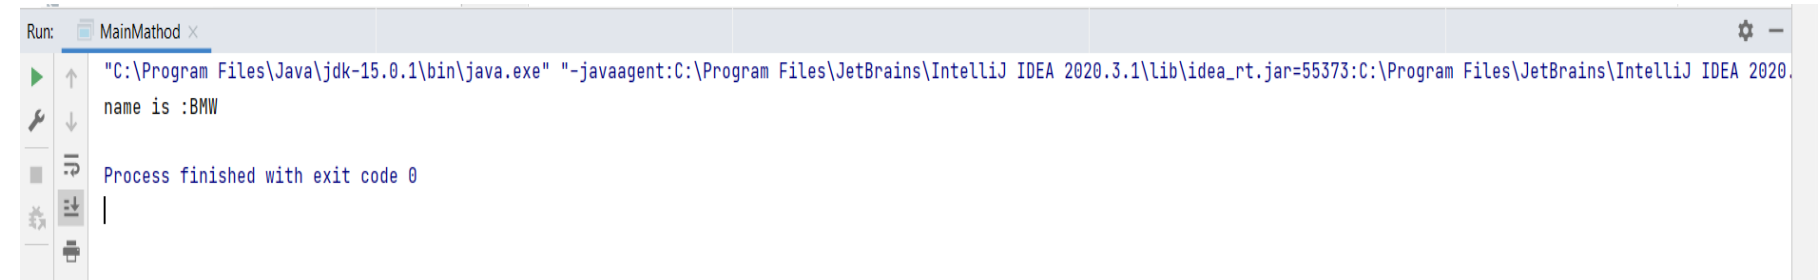 Run: MainMathod
"C:\Program Files\Java\jdk-15.0.1\bin\java.exe" "-javaagent:C:\Program Files\JetBrains\IntelliJ IDEA 2020.3.1\lib\idea_rt.jar=55373:C:\Program Files\JetBrains\IntelliJ IDEA 2020.
name is :BMW
Process finished with exit code 0